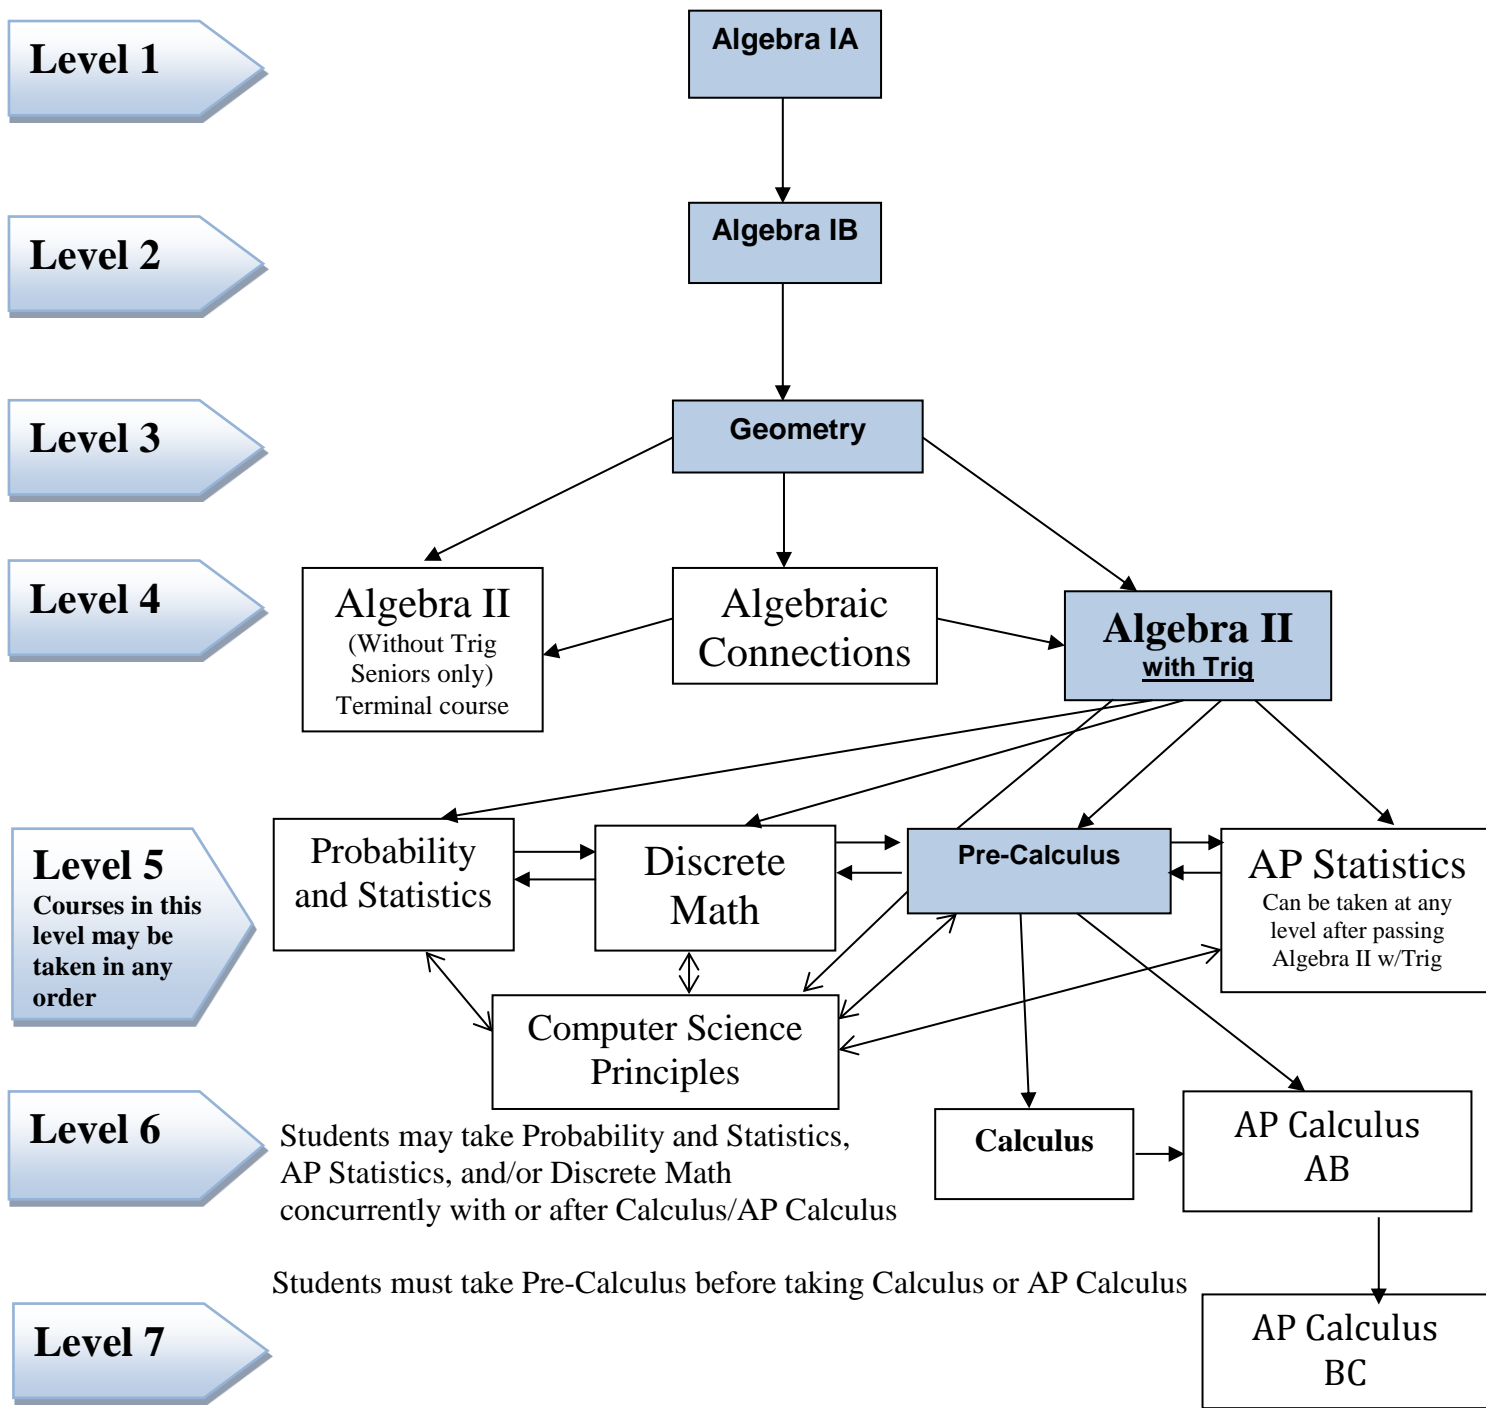 Level 1
Algebra IA
Level 2
Algebra IB
Level 3
Geometry
Level 4
Algebra II
(Without Trig
Seniors only)
Terminal course
Algebraic
Connections
Algebra II
with Trig
Level 5
Courses in this
level may be
taken in any
order
Probability
and Statistics
Discrete
Math
Pre-Calculus
AP Statistics
Can be taken at any
level after passing
Algebra II w/Trig
Computer Science
Principles
Level 6
Students may take Probability and Statistics,
AP Statistics, and/or Discrete Math
concurrently with or after Calculus/AP Calculus
Calculus
AP Calculus
AB
Students must take Pre-Calculus before taking Calculus or AP Calculus
Level 7
AP Calculus
BC